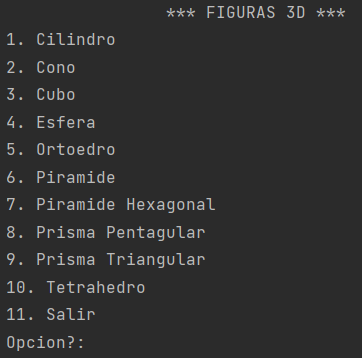 *** FIGURAS 3D ***
1. Cilindro
2. Cono
3. Cubo
4. Esfera
5. Ortoedro
6. Piramide
7. Piramide Hexagonal
8. Prisma Pentagular
9. Prisma Triangular
10. Tetrahedro
11. Salir
Opcion?: